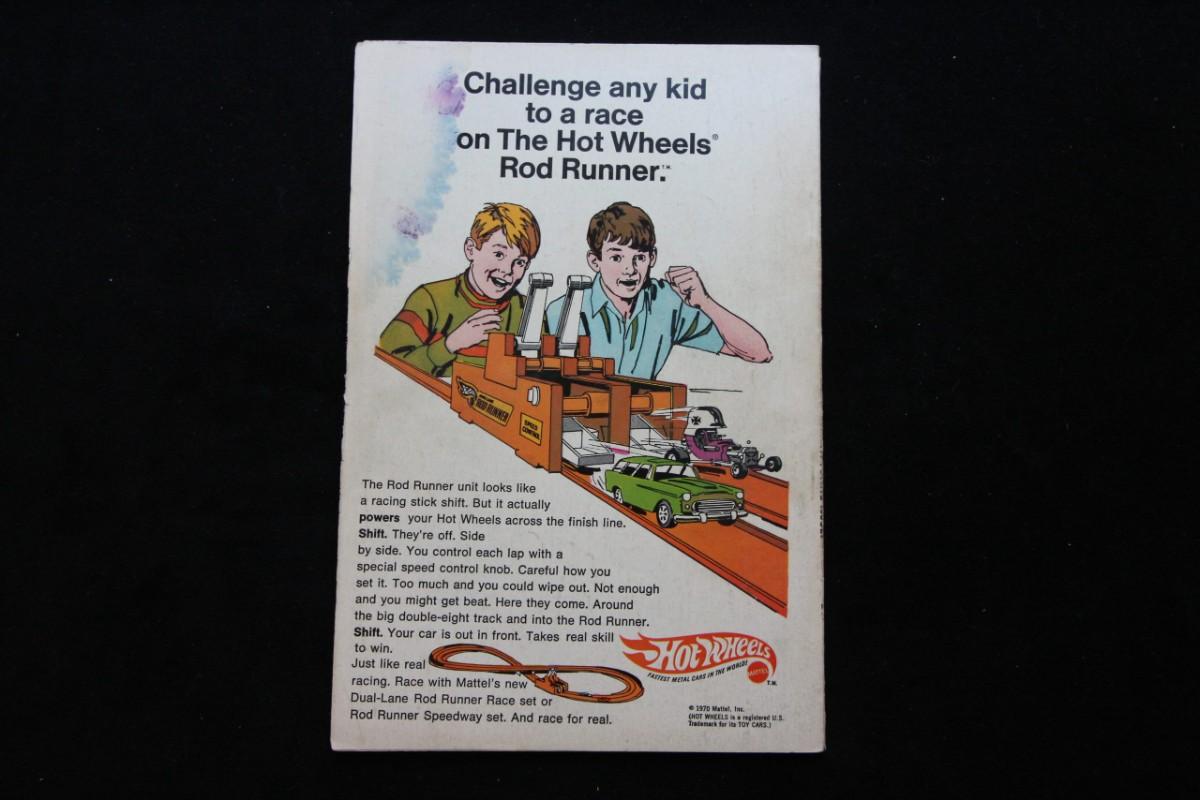 Challenge any kid
to a race
on The Hot Wheels®
Rod Runner.™
ROD RUNNER
SPEED
CONTROL
The Rod Runner unit looks like
a racing stick shift. But it actually
powers your Hot Wheels across the finish line.
Shift. They're off. Side
by side. You control each lap with a
special speed control knob. Careful how you
set it. Too much and you could wipe out. Not enough
and you might get beat. Here they come. Around
the big double-eight track and into the Rod Runner.
Shift. Your car is out in front. Takes real skill
to win.
Just like real
racing. Race with Mattel's new
Dual-Lane Rod Runner Race set or
Rod Runner Speedway set. And race for real.
Hot Wheels
FASTEST METAL CARS IN THE WORLD!
MATTEL
T.M.
© 1970 Mattel, Inc.
(HOT WHEELS is a registered U.S.
Trademark for its TOY CARS.)